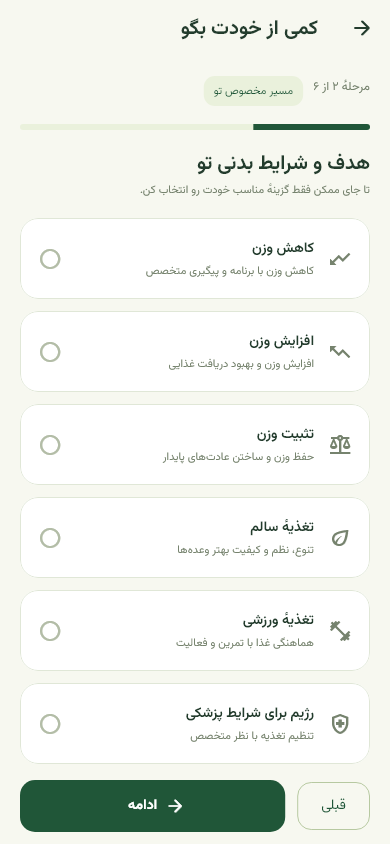 کمی از خودت بگو
مرحلهٔ ۲ از ۶
مسیر مخصوص تو
هدف و شرایط بدنی تو
تا جای ممکن فقط گزینهٔ مناسب خودت رو انتخاب کن.
کاهش وزن
کاهش وزن با برنامه و پیگیری متخصص
افزایش وزن
افزایش وزن و بهبود دریافت غذایی
تثبیت وزن
حفظ وزن و ساختن عادت‌های پایدار
تغذیهٔ سالم
تنوع، نظم و کیفیت بهتر وعده‌ها
تغذیهٔ ورزشی
هماهنگی غذا با تمرین و فعالیت
رژیم برای شرایط پزشکی
تنظیم تغذیه با نظر متخصص
قبلی
ادامه